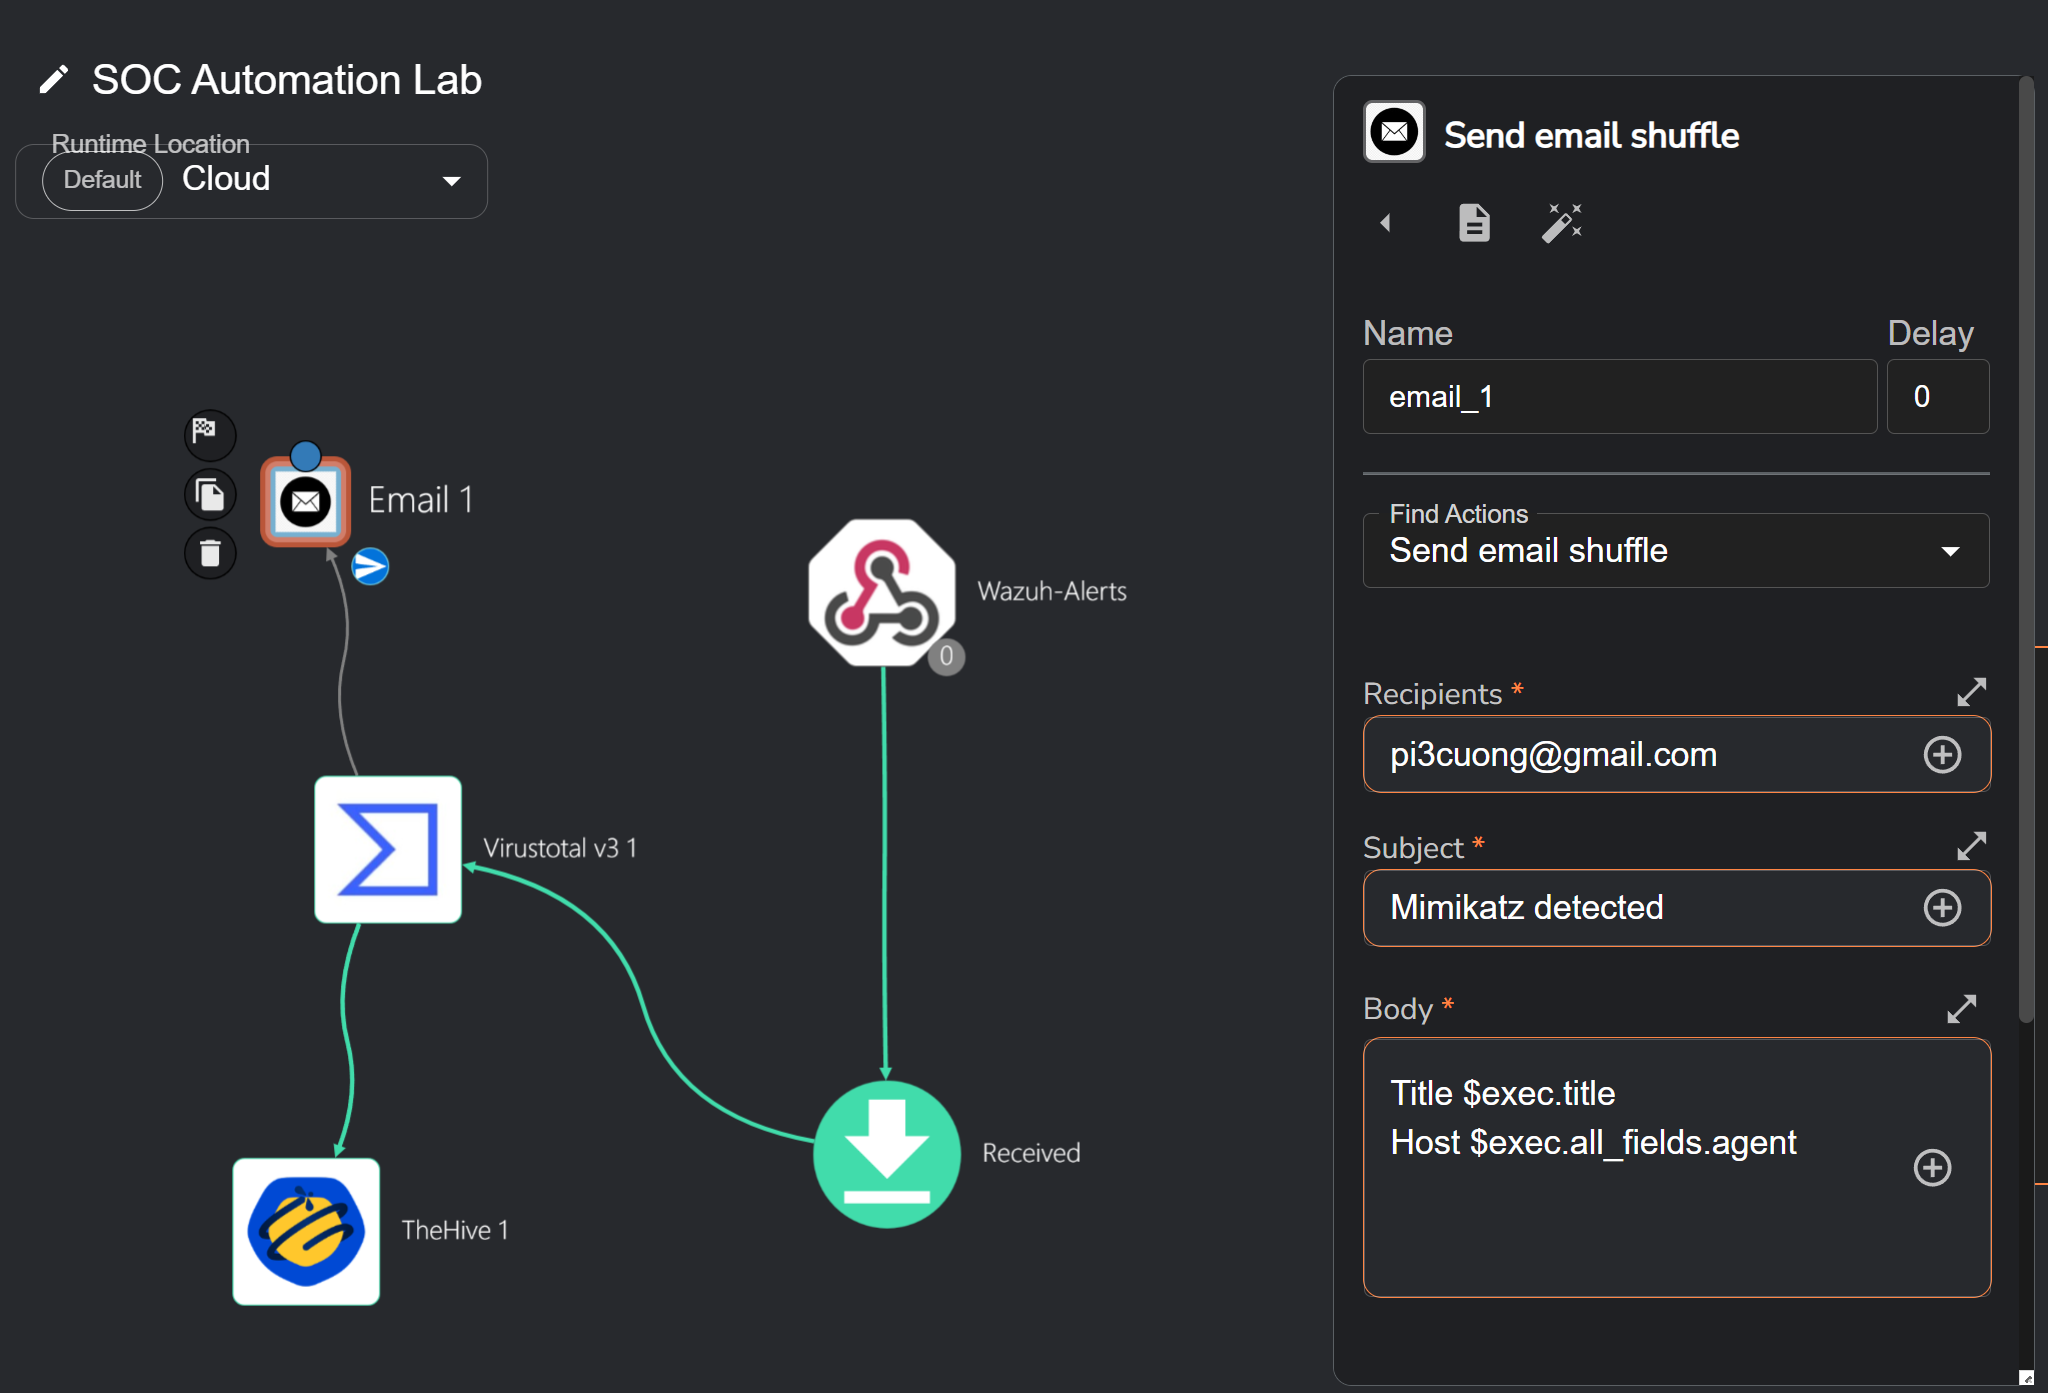 SOC Automation Lab
Runtime Location
Default Cloud
Email 1
Wazuh-Alerts
0
Virustotal v3 1
Received
TheHive 1
Send email shuffle
Name Delay
email_1 0
Find Actions
Send email shuffle
Recipients *
pi3cuong@gmail.com
Subject *
Mimikatz detected
Body *
Title $exec.title
Host $exec.all_fields.agent